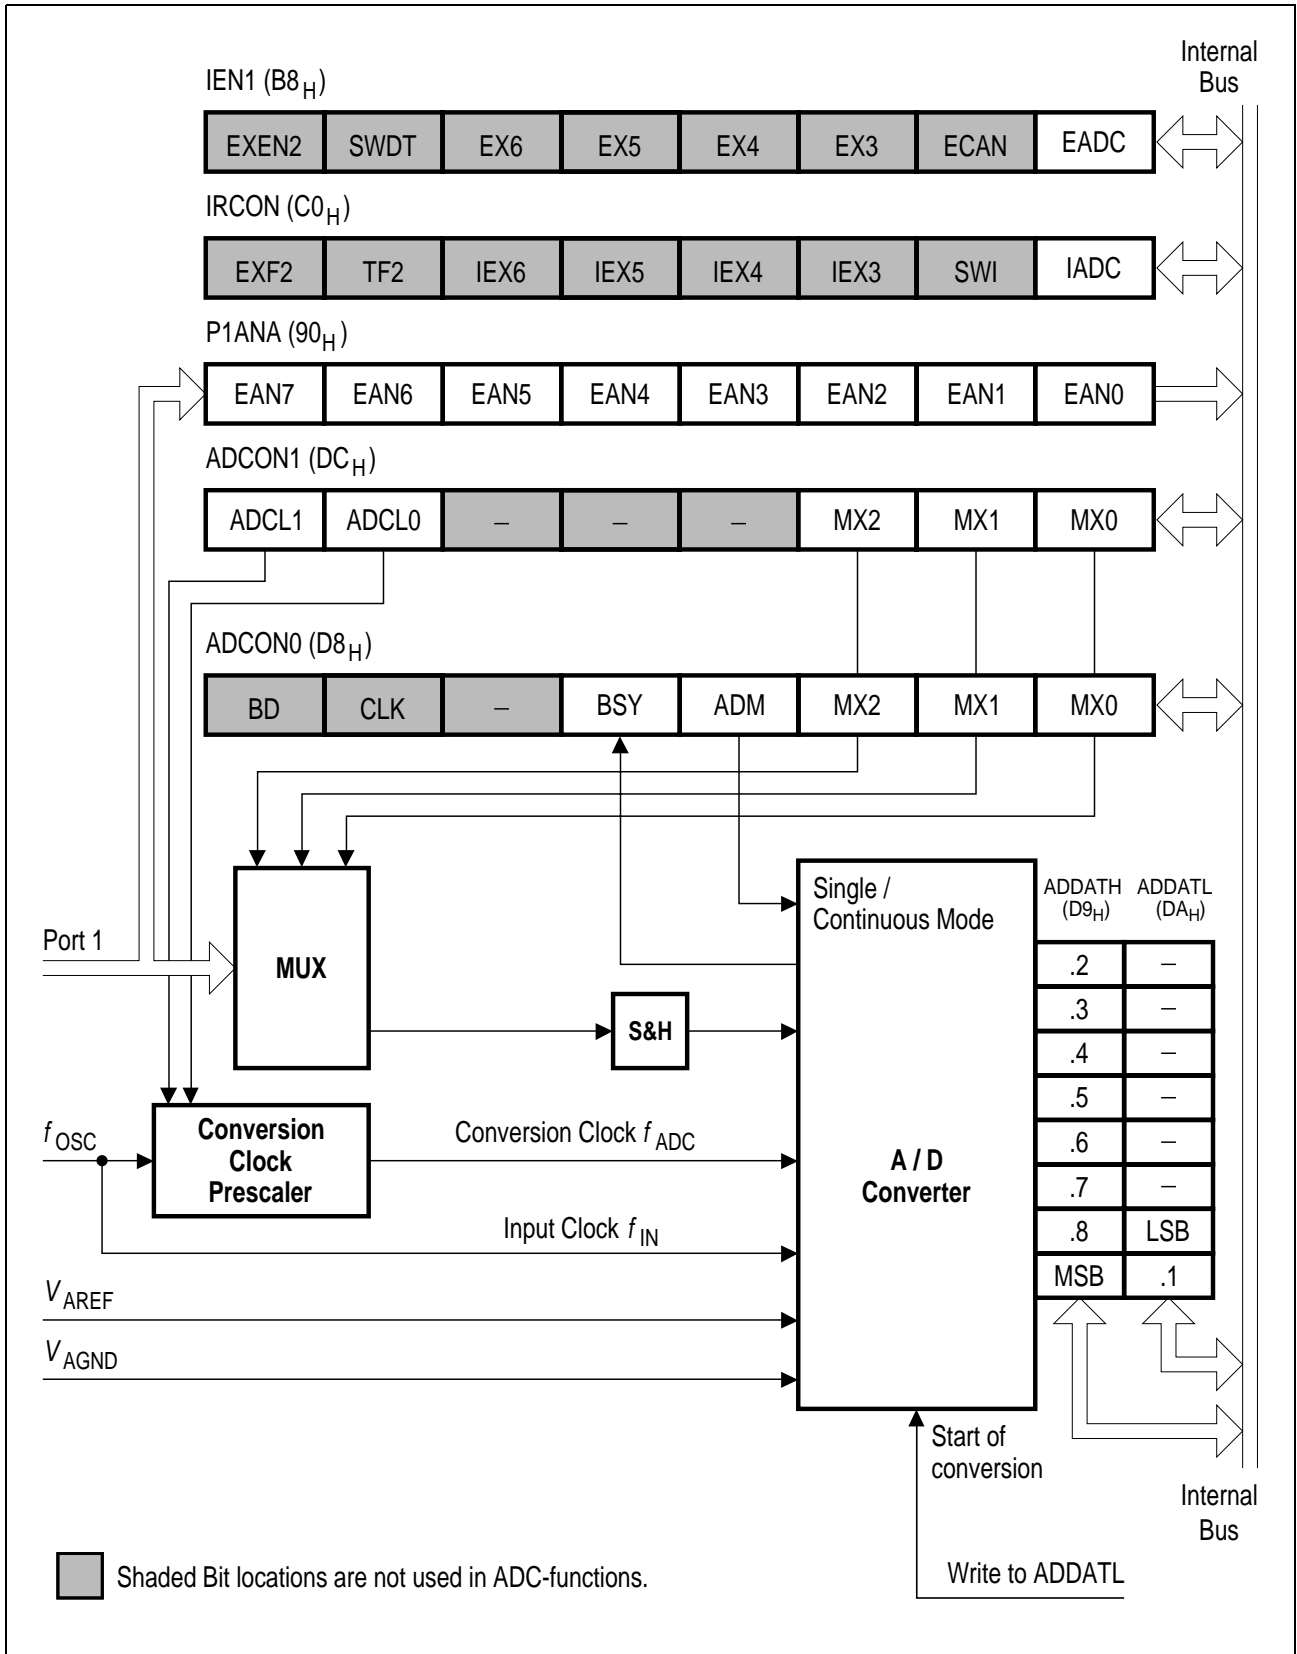 Internal
Bus
IEN1 (B8H)
EXEN2 SWDT EX6 EX5 EX4 EX3 ECAN EADC
IRCON (C0H)
EXF2 TF2 IEX6 IEX5 IEX4 IEX3 SWI IADC
P1ANA (90H)
EAN7 EAN6 EAN5 EAN4 EAN3 EAN2 EAN1 EAN0
ADCON1 (DCH)
ADCL1 ADCL0 – – – MX2 MX1 MX0
ADCON0 (D8H)
BD CLK – BSY ADM MX2 MX1 MX0
Single /
Continuous Mode
ADDATH ADDATL
(D9H) (DAH)
Port 1
MUX
S&H
.2 –
.3 –
.4 –
.5 –
.6 –
.7 –
.8 LSB
MSB .1
fOSC
Conversion
Clock
Prescaler
Conversion Clock fADC
A / D
Converter
Input Clock fIN
VAREF
VAGND
Start of
conversion
Internal
Bus
Write to ADDATL
Shaded Bit locations are not used in ADC-functions.